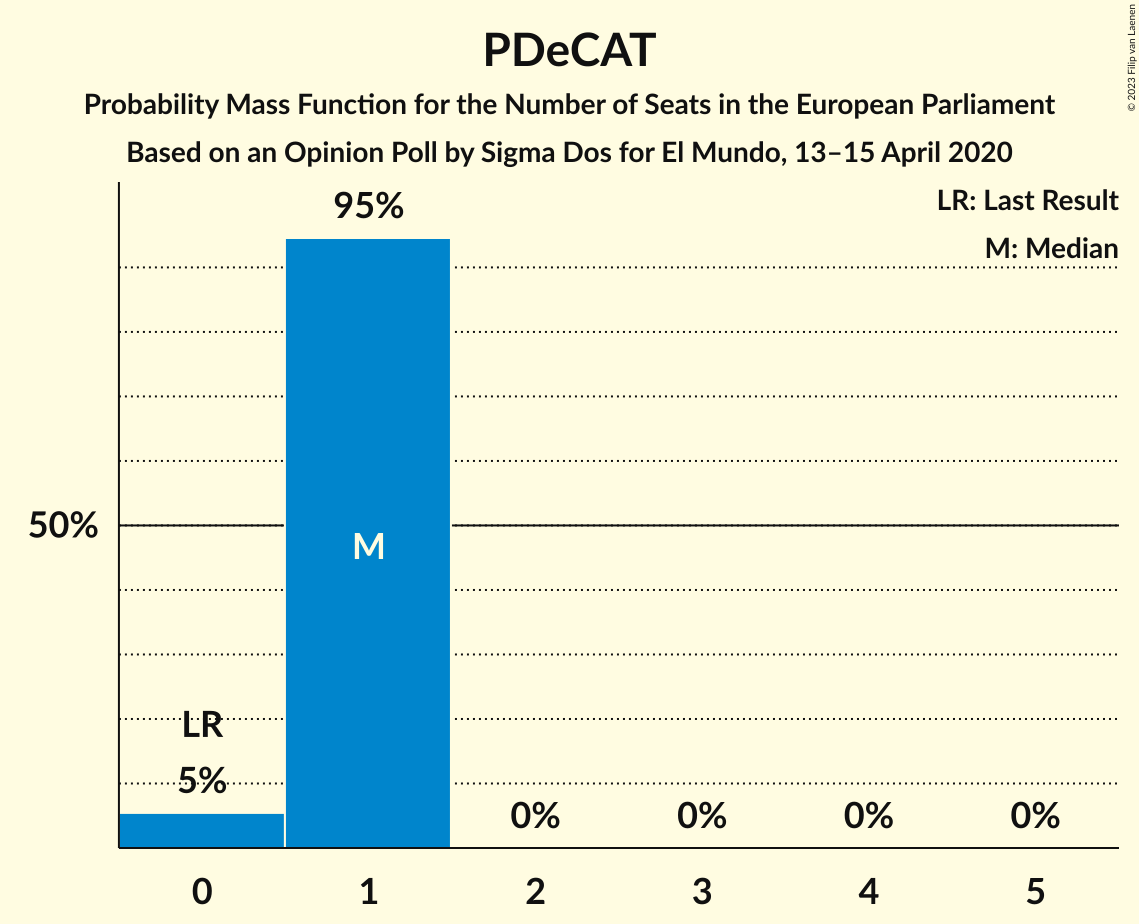 PDeCAT
Probability Mass Function for the Number of Seats in the European Parliament
Based on an Opinion Poll by Sigma Dos for El Mundo, 13–15 April 2020
© 2023 Filip van Laenen
LR: Last Result
M: Median
95%
50%
M
LR
5%
0%
0%
0%
0%
0
1
2
3
4
5